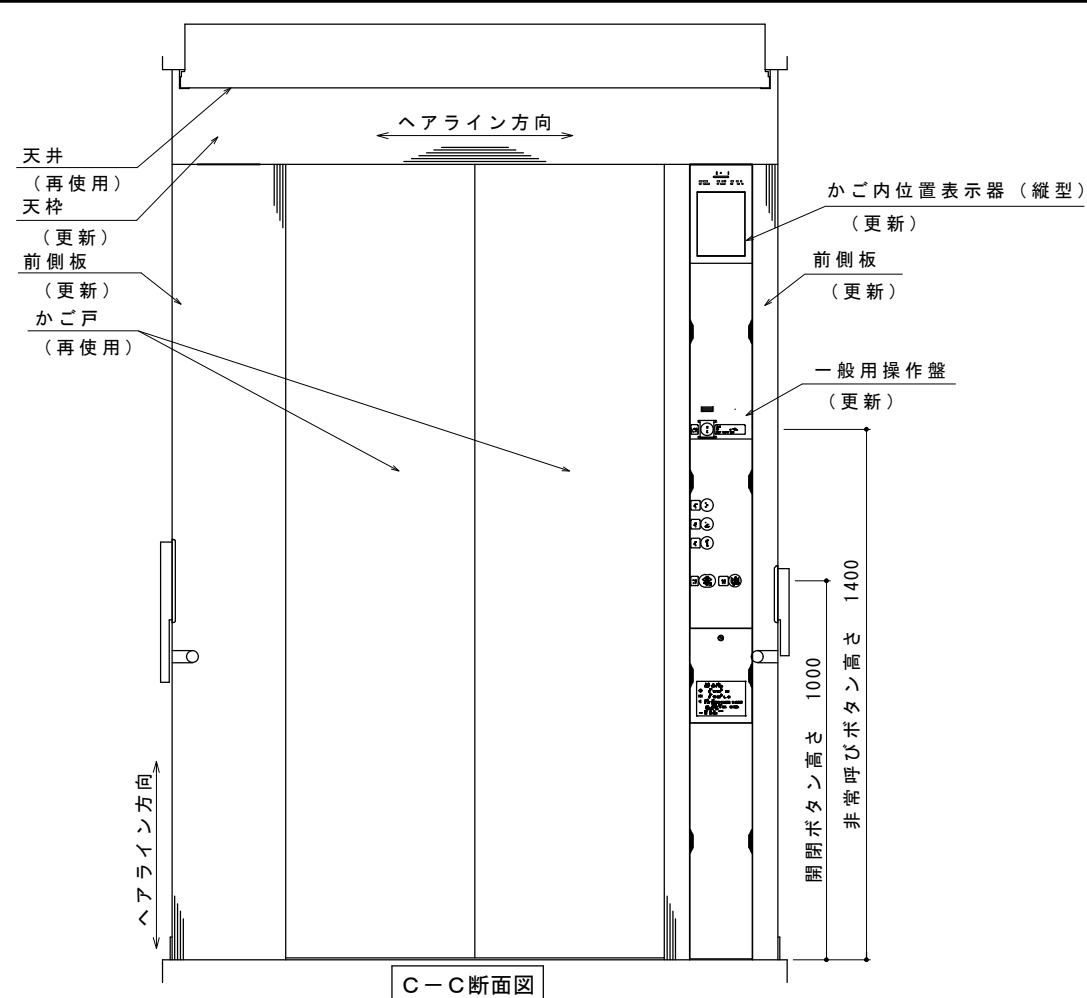 ヘアライン方向
天井
（再使用）
天枠
（更新）
前側板
（更新）
かご戸
（再使用）
かご内位置表示器（縦型）
（更新）
前側板
（更新）
一般用操作盤
（更新）
ヘアライン方向
開閉ボタン高さ 1000
非常呼びボタン高さ 1400
C－C断面図